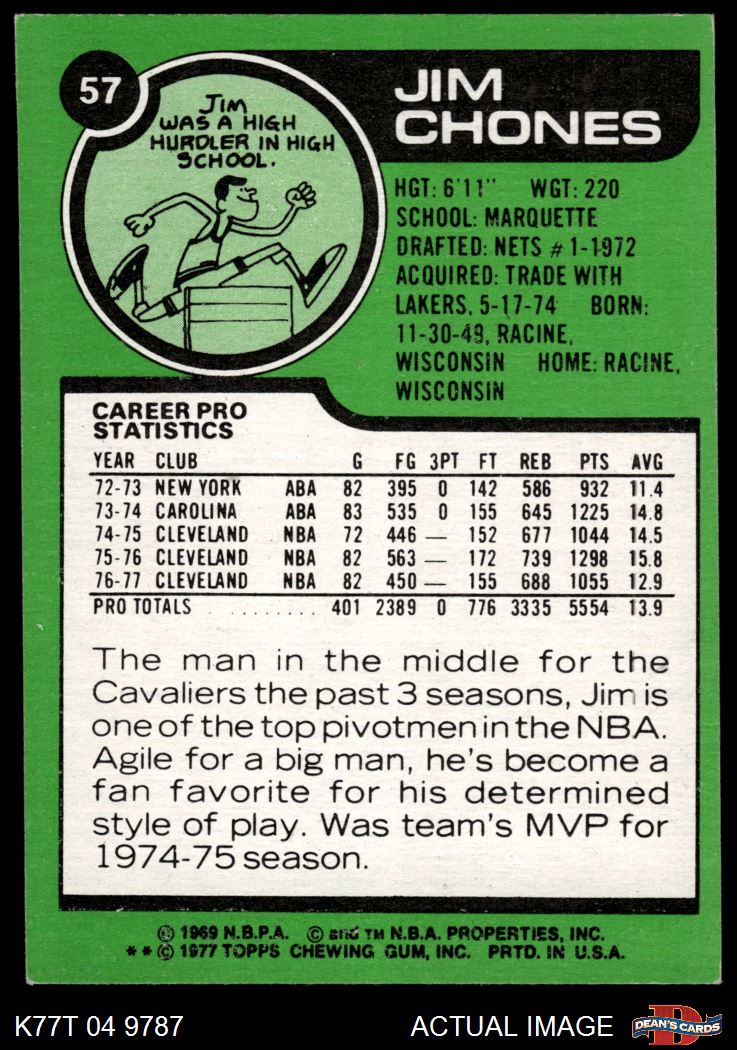 57
JIM
WAS A HIGH
HURDLER IN HIGH
SCHOOL.
JIM
CHONES
HGT: 6'11" WGT: 220
SCHOOL: MARQUETTE
DRAFTED: NETS #1-1972
ACQUIRED: TRADE WITH
LAKERS, 5-17-74 BORN:
11-30-49, RACINE,
WISCONSIN HOME: RACINE,
WISCONSIN
CAREER PRO
STATISTICS
YEAR CLUB G FG 3PT FT REB PTS AVG
72-73 NEW YORK ABA 82 395 0 142 586 932 11.4
73-74 CAROLINA ABA 83 535 0 155 645 1225 14.8
74-75 CLEVELAND NBA 72 446 — 152 677 1044 14.5
75-76 CLEVELAND NBA 82 563 — 172 739 1298 15.8
76-77 CLEVELAND NBA 82 450 — 155 688 1055 12.9
PRO TOTALS . . . . . . . . . 401 2389 0 776 3335 5554 13.9
The man in the middle for the
Cavaliers the past 3 seasons, Jim is
one of the top pivotmen in the NBA.
Agile for a big man, he's become a
fan favorite for his determined
style of play. Was team's MVP for
1974-75 season.
© 1969 N.B.P.A. © and TM N.B.A. PROPERTIES, INC.
**© 1977 TOPPS CHEWING GUM, INC. PRTD. IN U.S.A.
K77T 04 9787 ACTUAL IMAGE
D
DEAN'S CARDS